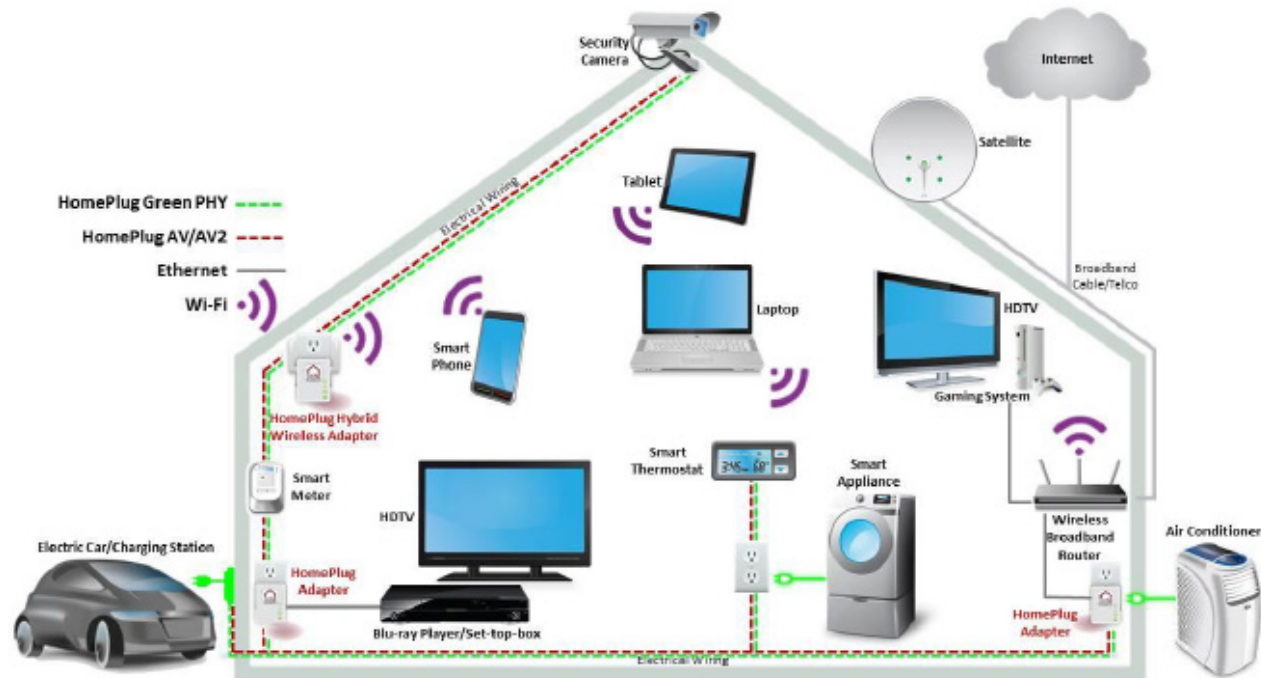 Security
Camera
Internet
Satellite
Tablet
Electrical Wiring
HomePlug Green PHY
HomePlug AV/AV2
Ethernet
Wi-Fi
Broadband
Cable/Telco
HDTV
Laptop
Smart
Phone
Gaming System
HomePlug Hybrid
Wireless Adapter
Smart
Meter
Smart
Thermostat
3:45
68°
Smart
Appliance
HDTV
Wireless
Broadband
Router
Air Conditioner
Electric Car/Charging Station
HomePlug
Adapter
HomePlug
Adapter
Blu-ray Player/Set-top-box
Electrical Wiring